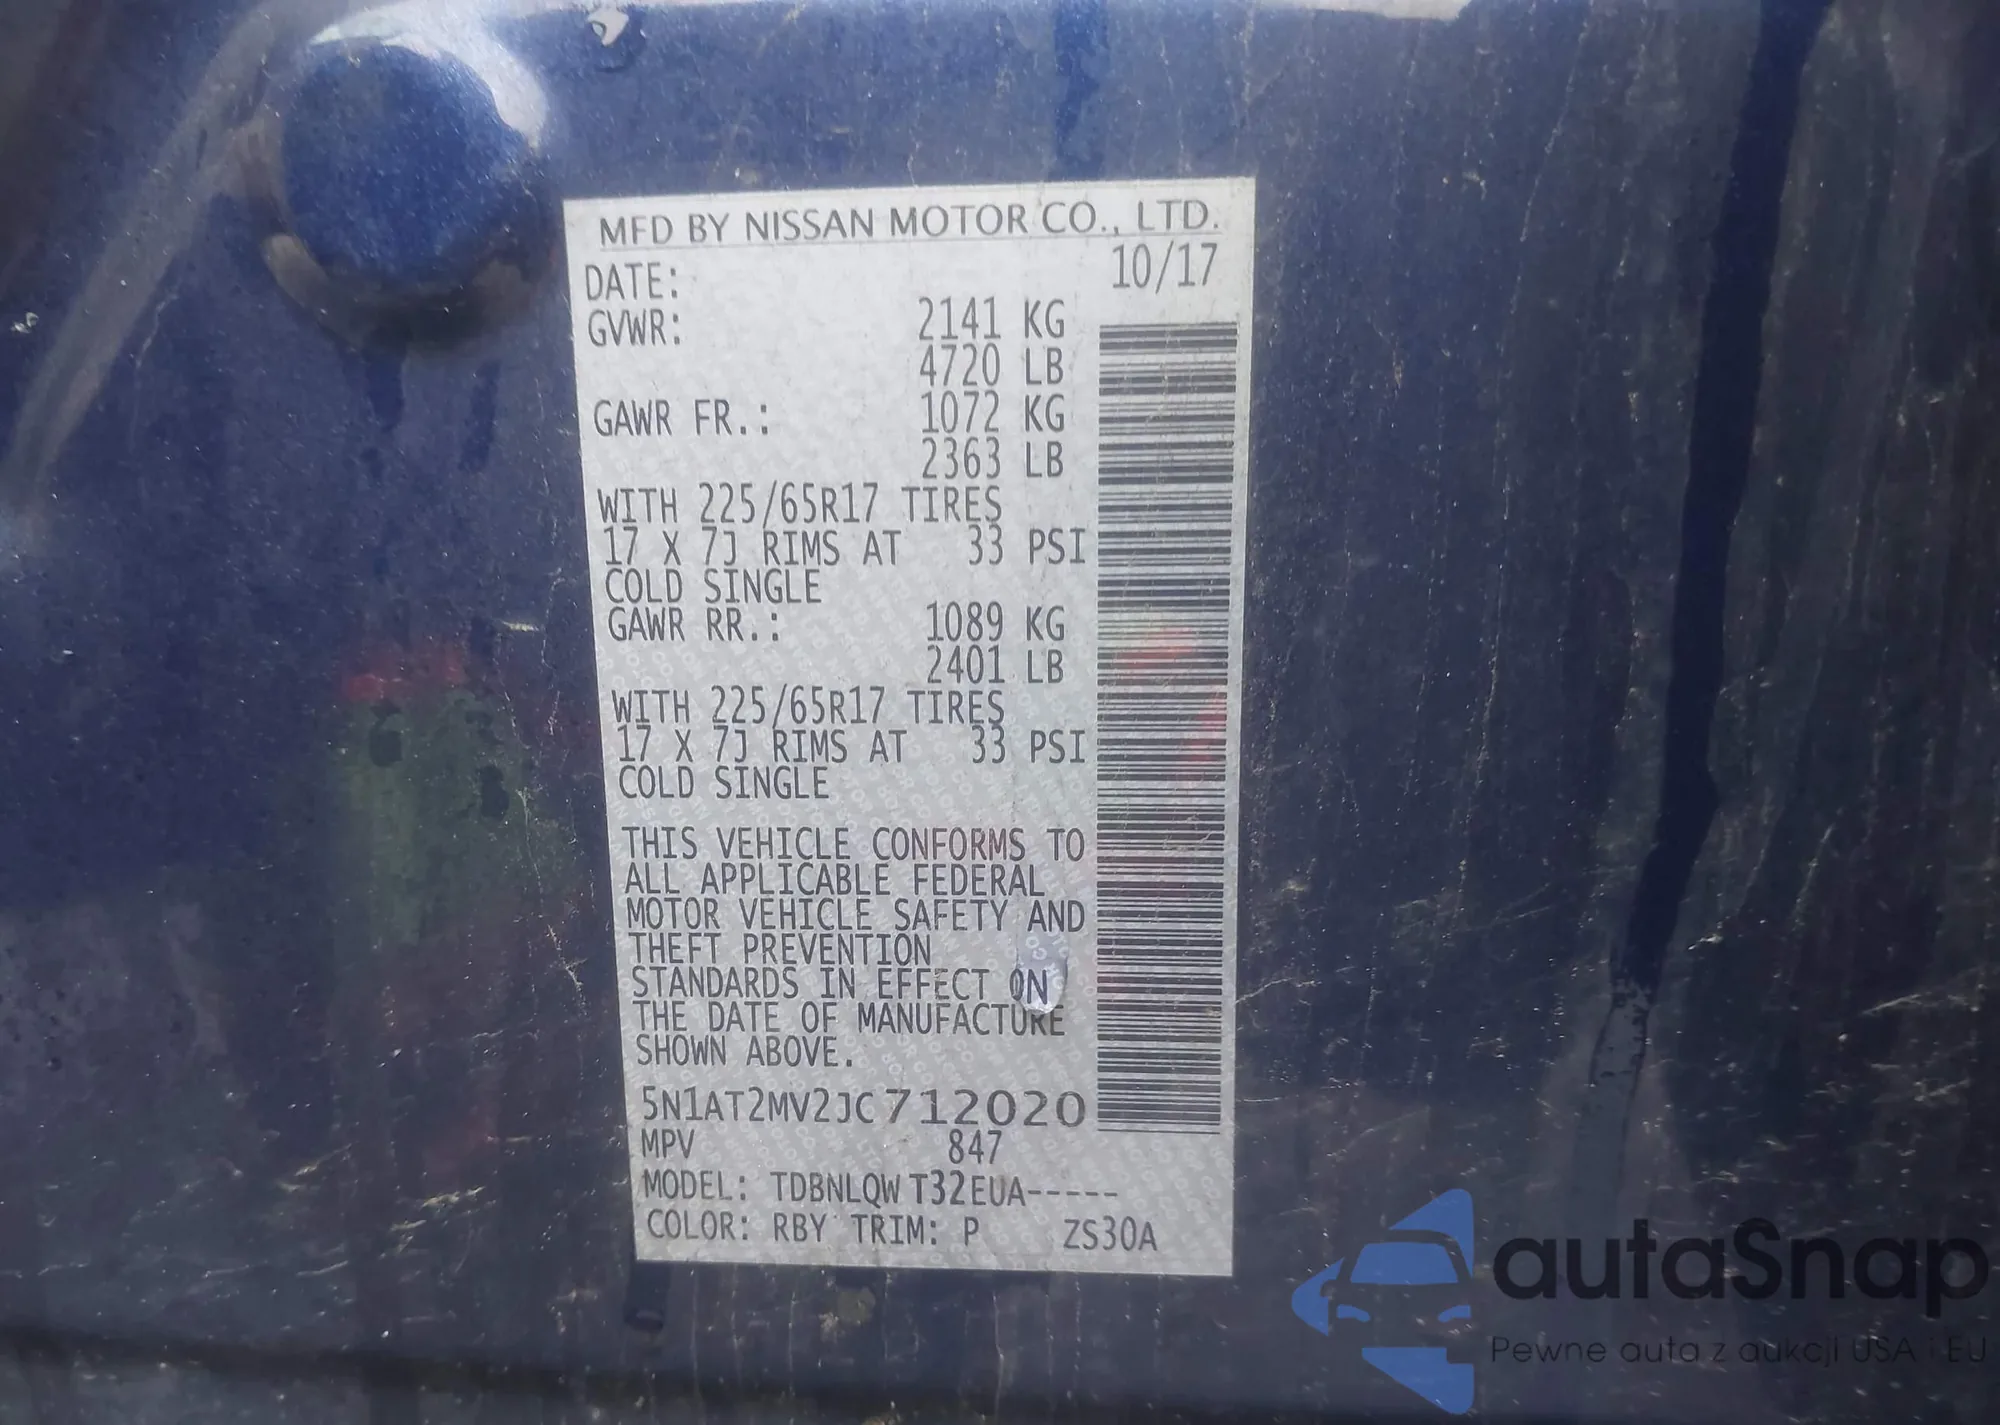 MFD BY NISSAN MOTOR CO., LTD.
DATE: 10/17
GVWR: 2141 KG
4720 LB
GAWR FR.: 1072 KG
2363 LB
WITH 225/65R17 TIRES
17 X 7J RIMS AT 33 PSI
COLD SINGLE
GAWR RR.: 1089 KG
2401 LB
WITH 225/65R17 TIRES
17 X 7J RIMS AT 33 PSI
COLD SINGLE
THIS VEHICLE CONFORMS TO
ALL APPLICABLE FEDERAL
MOTOR VEHICLE SAFETY AND
THEFT PREVENTION
STANDARDS IN EFFECT ON
THE DATE OF MANUFACTURE
SHOWN ABOVE.
5N1AT2MV2JC712020
MPV 847
MODEL: TDBNLQW T32EUA-----
COLOR: RBY TRIM: P ZS30A
autaSnap
Pewne auta z aukcji USA i EU